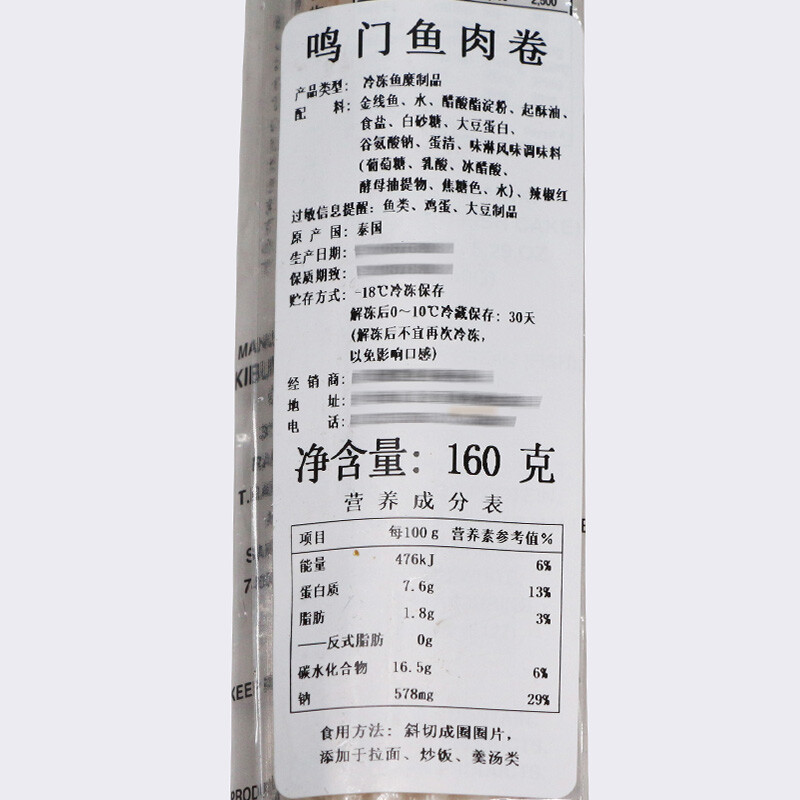 2,500
鸣门鱼肉卷
产品类型：冷冻鱼糜制品
配 料：金线鱼、水、醋酸酯淀粉、起酥油、
食盐、白砂糖、大豆蛋白、
谷氨酸钠、蛋清、味淋风味调味料
(葡萄糖、乳酸、冰醋酸、
酵母抽提物、焦糖色、水)、辣椒红
过敏信息提醒：鱼类、鸡蛋、大豆制品
原 产 国：泰国
生产日期：
保质期致：
贮存方式：-18℃冷冻保存
解冻后0～10℃冷藏保存：30天
(解冻后不宜再次冷冻，
以免影响口感)
经 销 商：
地 址：
电 话：
净含量：160 克
营养成分表
项目 每100g 营养素参考值%
能量 476kJ 6%
蛋白质 7.6g 13%
脂肪 1.8g 3%
——反式脂肪 0g
碳水化合物 16.5g 6%
钠 578mg 29%
食用方法：斜切成圈圈片，
添加于拉面、炒饭、羹汤类